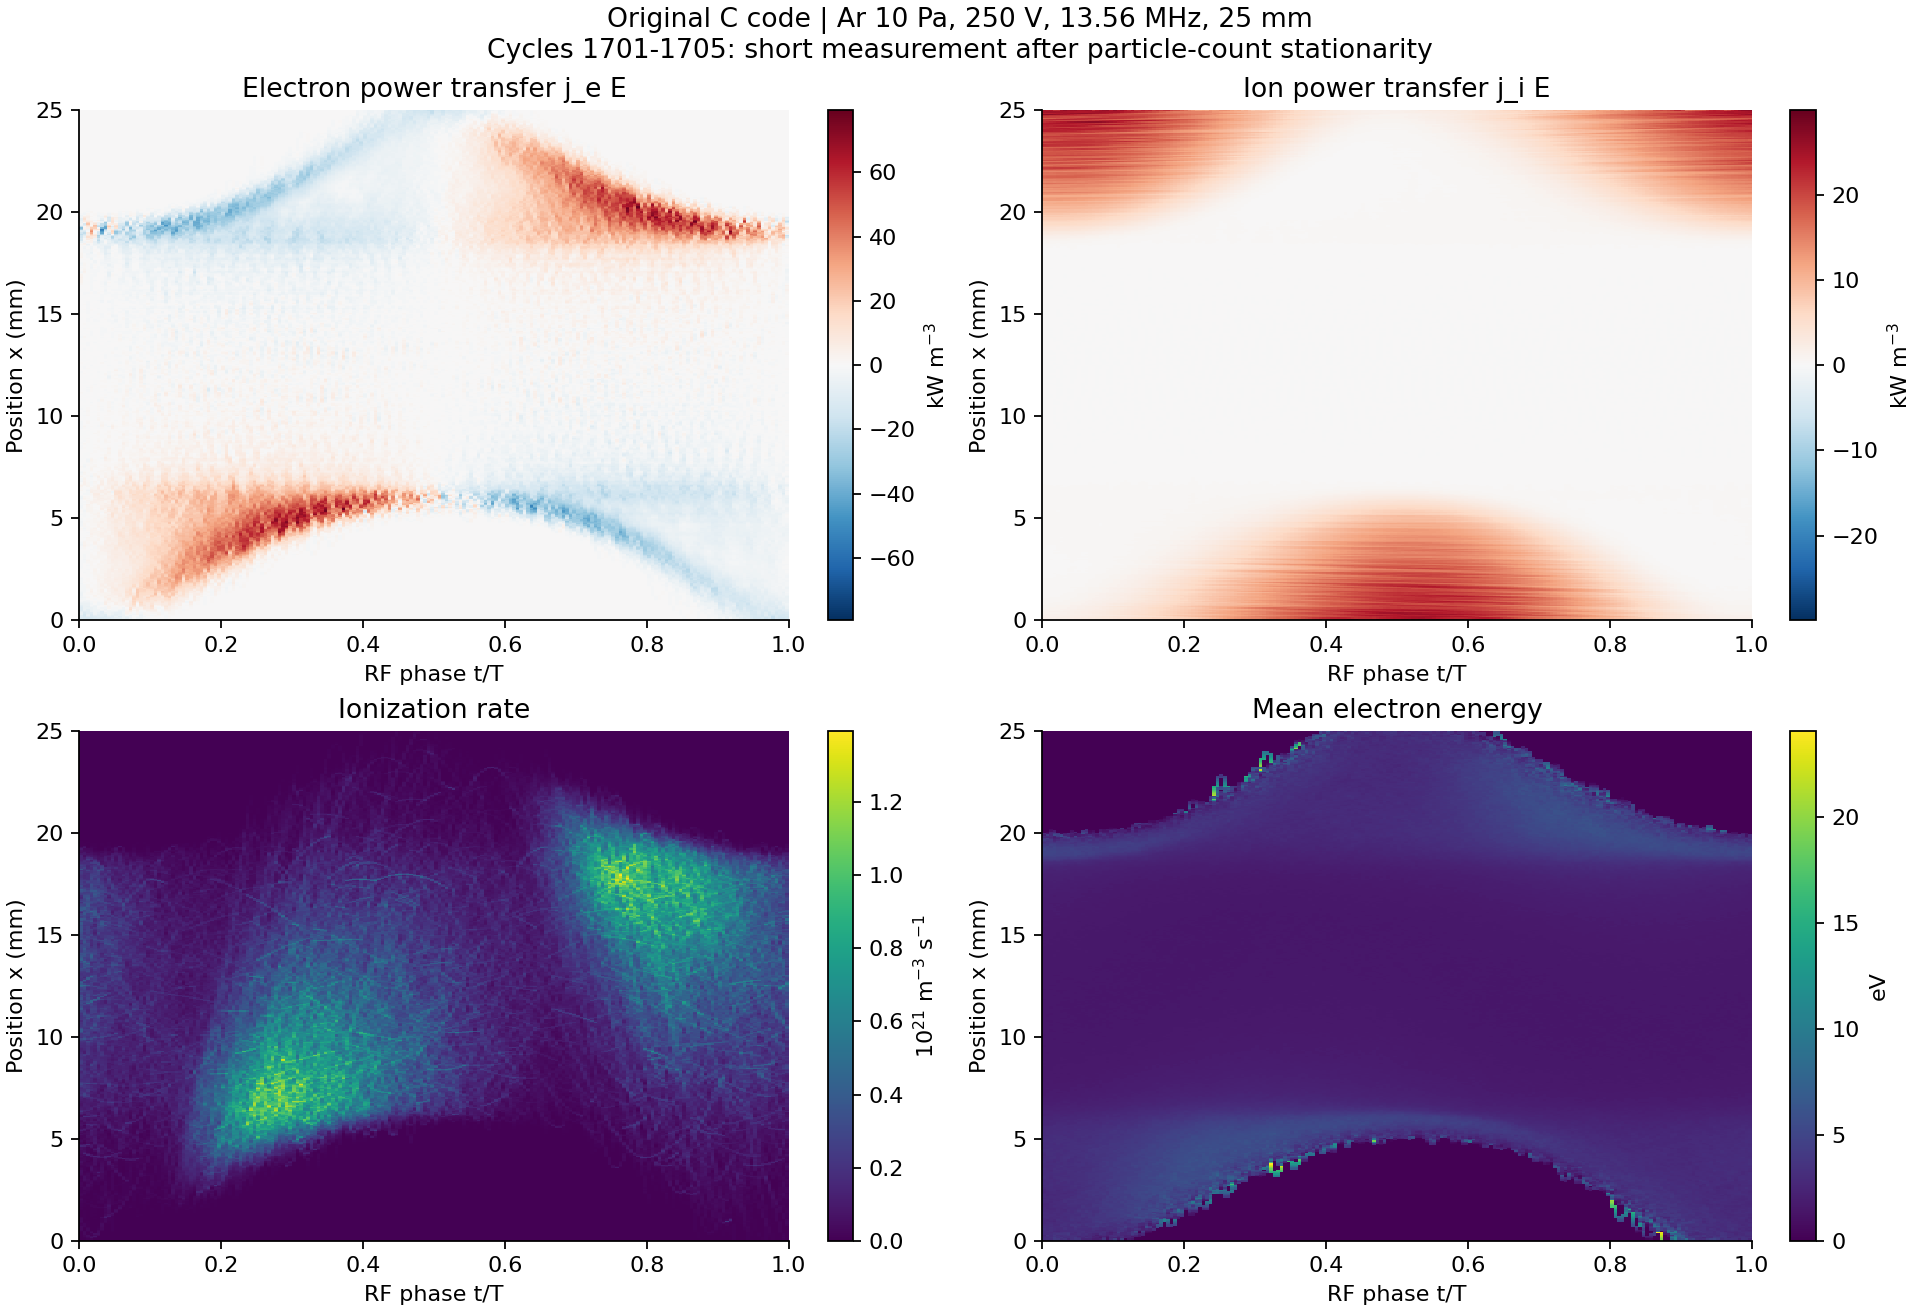 Original C code | Ar 10 Pa, 250 V, 13.56 MHz, 25 mm
Cycles 1701-1705: short measurement after particle-count stationarity
Electron power transfer j_e E
25
20
15
10
5
0
Position x (mm)
0.0 0.2 0.4 0.6 0.8 1.0
RF phase t/T
60
40
20
0
−20
−40
−60
kW m⁻³
Ion power transfer j_i E
25
20
15
10
5
0
Position x (mm)
0.0 0.2 0.4 0.6 0.8 1.0
RF phase t/T
20
10
0
−10
−20
kW m⁻³
Ionization rate
25
20
15
10
5
0
Position x (mm)
0.0 0.2 0.4 0.6 0.8 1.0
RF phase t/T
1.2
1.0
0.8
0.6
0.4
0.2
0.0
10²¹ m⁻³ s⁻¹
Mean electron energy
25
20
15
10
5
0
Position x (mm)
0.0 0.2 0.4 0.6 0.8 1.0
RF phase t/T
20
15
10
5
0
eV